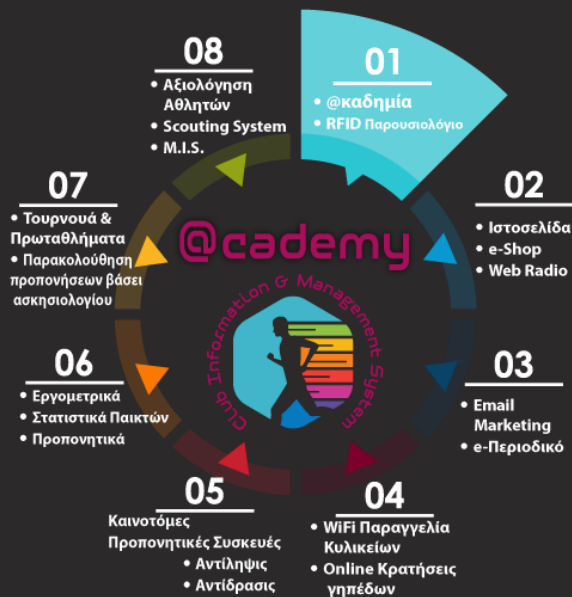 01
• @καδημία
• RFID Παρουσιολόγιο
02
• Ιστοσελίδα
• e-Shop
• Web Radio
03
• Email
Marketing
• e-Περιοδικό
04
• WiFi Παραγγελία
Κυλικείων
• Online Κρατήσεις
γηπέδων
05
Καινοτόμες
Προπονητικές Συσκευές
• Αντίληψις
• Αντίδρασις
06
• Εργομετρικά
• Στατιστικά Παικτών
• Προπονητικά
07
• Τουρνουά &
Πρωταθλήματα
• Παρακολούθηση
προπονήσεων βάσει
ασκησιολογίου
08
• Αξιολόγηση
Αθλητών
• Scouting System
• M.I.S.
@cademy
Club Information & Management System